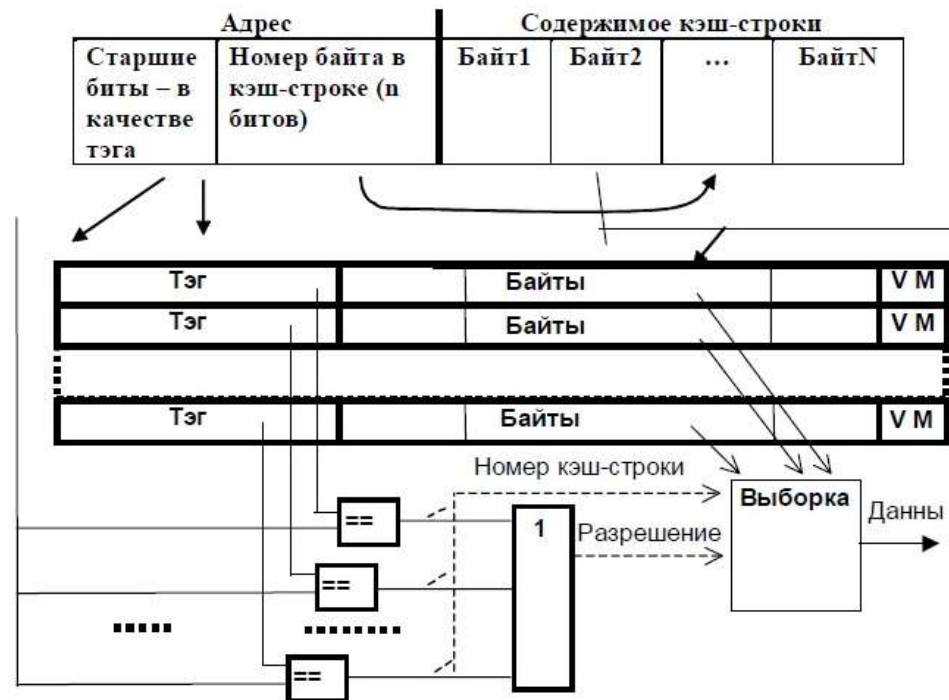 Адрес
Содержимое кэш-строки
Старшие
биты – в
качестве
тэга
Номер байта в
кэш-строке (n
битов)
Байт1
Байт2
...
БайтN
Тэг
Байты
V M
Тэг
Байты
V M
Тэг
Байты
V M
Номер кэш-строки
Выборка
Данны
Разрешение
==
1
==
==